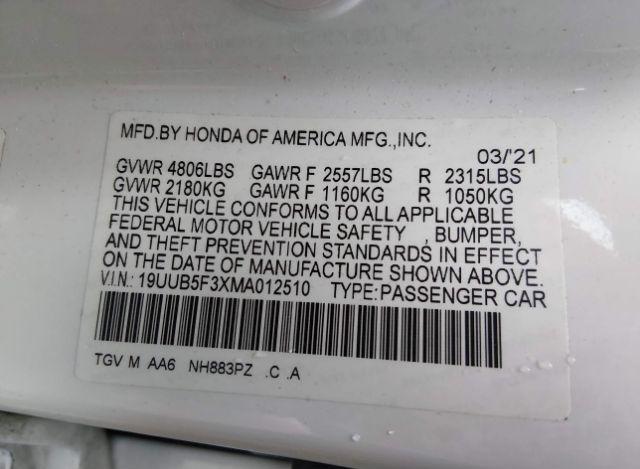 MFD.BY HONDA OF AMERICA MFG.,INC.
03/'21
GVWR 4806LBS GAWR F 2557LBS R 2315LBS
GVWR 2180KG GAWR F 1160KG R 1050KG
THIS VEHICLE CONFORMS TO ALL APPLICABLE
FEDERAL MOTOR VEHICLE SAFETY , BUMPER,
AND THEFT PREVENTION STANDARDS IN EFFECT
ON THE DATE OF MANUFACTURE SHOWN ABOVE.
V.I.N.: 19UUB5F3XMA012510 TYPE:PASSENGER CAR
TGV M AA6 NH883PZ .C .A